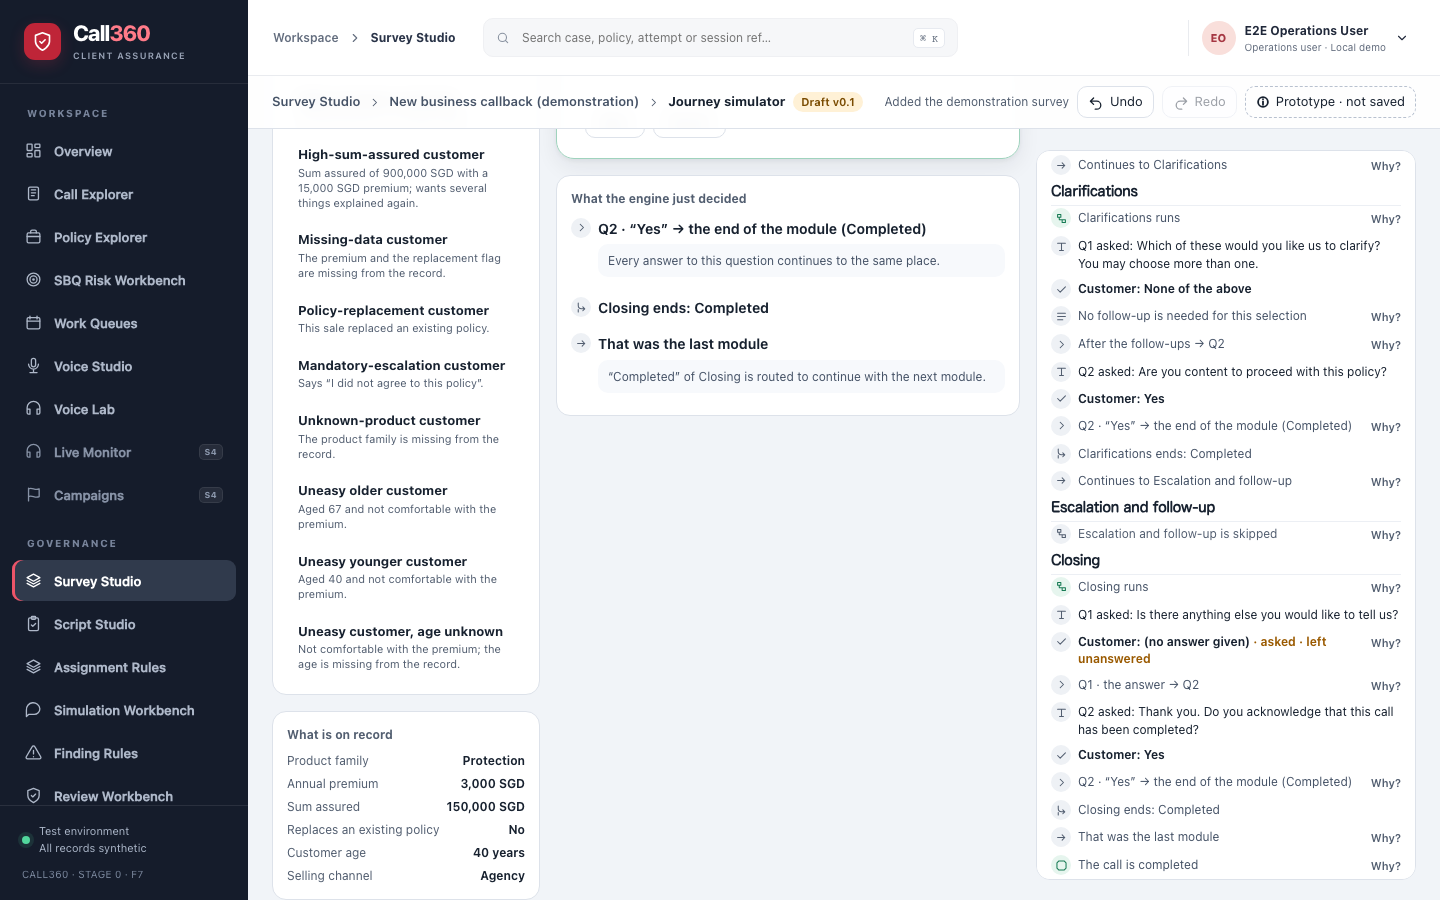 Call360
CLIENT ASSURANCE
WORKSPACE
Overview
Call Explorer
Policy Explorer
SBQ Risk Workbench
Work Queues
Voice Studio
Voice Lab
Live Monitor S4
Campaigns S4
GOVERNANCE
Survey Studio
Script Studio
Assignment Rules
Simulation Workbench
Finding Rules
Review Workbench
Test environment
All records synthetic
CALL360 · STAGE 0 · F7
Workspace > Survey Studio
Search case, policy, attempt or session ref...
⌘ K
EO
E2E Operations User
Operations user · Local demo
Survey Studio > New business callback (demonstration) > Journey simulator
Draft v0.1
Added the demonstration survey
Undo
Redo
Prototype · not saved
High-sum-assured customer
Sum assured of 900,000 SGD with a
15,000 SGD premium; wants several
things explained again.
Missing-data customer
The premium and the replacement flag
are missing from the record.
Policy-replacement customer
This sale replaced an existing policy.
Mandatory-escalation customer
Says “I did not agree to this policy”.
Unknown-product customer
The product family is missing from the
record.
Uneasy older customer
Aged 67 and not comfortable with the
premium.
Uneasy younger customer
Aged 40 and not comfortable with the
premium.
Uneasy customer, age unknown
Not comfortable with the premium; the
age is missing from the record.
What is on record
Product family Protection
Annual premium 3,000 SGD
Sum assured 150,000 SGD
Replaces an existing policy No
Customer age 40 years
Selling channel Agency
What the engine just decided
Q2 · “Yes” → the end of the module (Completed)
Every answer to this question continues to the same place.
Closing ends: Completed
That was the last module
“Completed” of Closing is routed to continue with the next module.
Continues to Clarifications Why?
Clarifications
Clarifications runs Why?
Q1 asked: Which of these would you like us to clarify?
You may choose more than one.
Customer: None of the above
No follow-up is needed for this selection Why?
After the follow-ups → Q2 Why?
Q2 asked: Are you content to proceed with this policy?
Customer: Yes
Q2 · “Yes” → the end of the module (Completed) Why?
Clarifications ends: Completed
Continues to Escalation and follow-up Why?
Escalation and follow-up
Escalation and follow-up is skipped Why?
Closing
Closing runs Why?
Q1 asked: Is there anything else you would like to tell us?
Customer: (no answer given) · asked · left Why?
unanswered
Q1 · the answer → Q2 Why?
Q2 asked: Thank you. Do you acknowledge that this call
has been completed?
Customer: Yes
Q2 · “Yes” → the end of the module (Completed) Why?
Closing ends: Completed
That was the last module Why?
The call is completed Why?